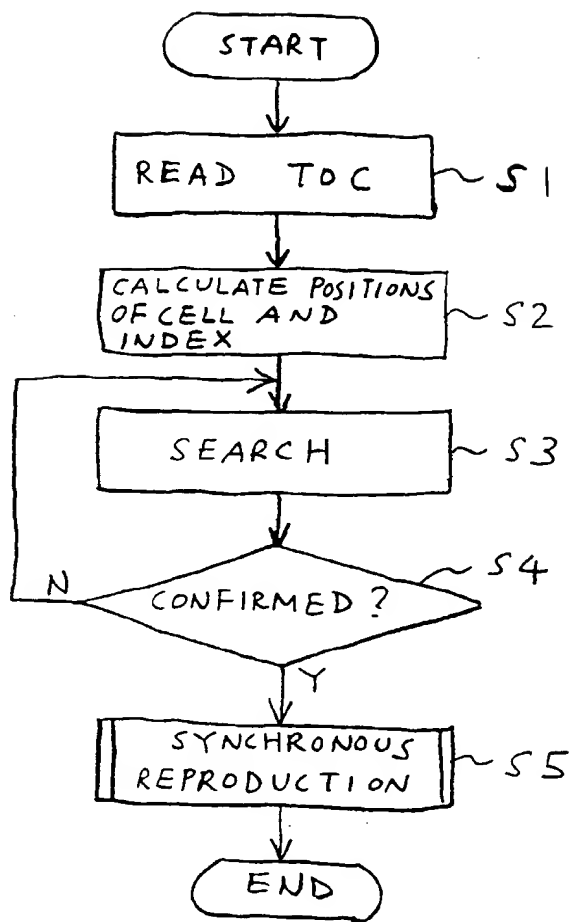 START
READ TOC
S1
CALCULATE POSITIONS
OF CELL AND
INDEX
S2
SEARCH
S3
S4
N
CONFIRMED?
Y
SYNCHRONOUS
REPRODUCTION
S5
END